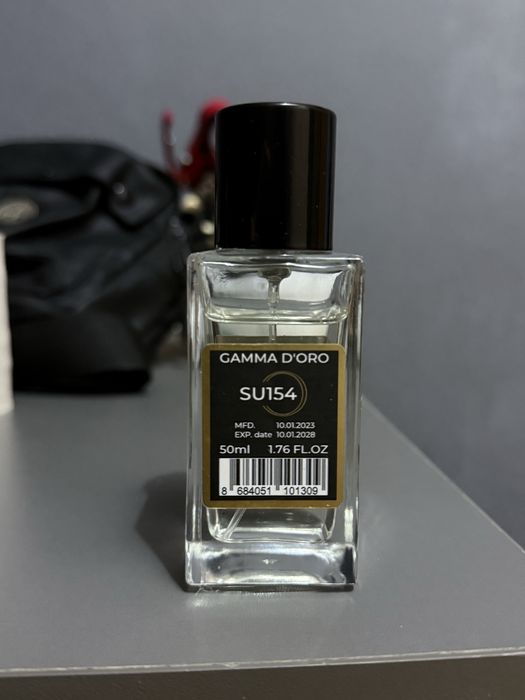 GAMMA D'ORO
SU154
MFD. 10.01.2023
EXP. date 10.01.2028
50ml 1.76 FL.OZ
8 684051 101309